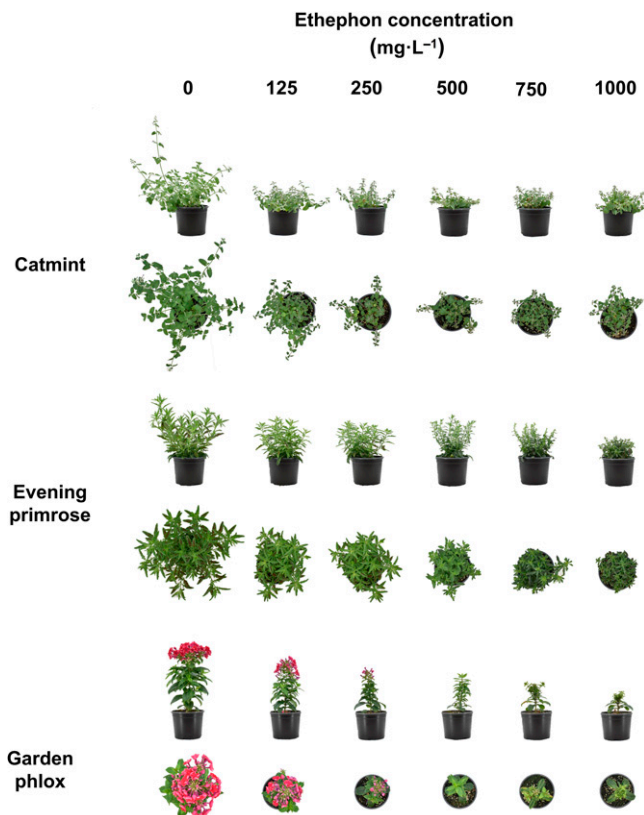 Ethephon concentration
(mg·L⁻¹)
0 125 250 500 750 1000
Catmint
Evening
primrose
Garden
phlox